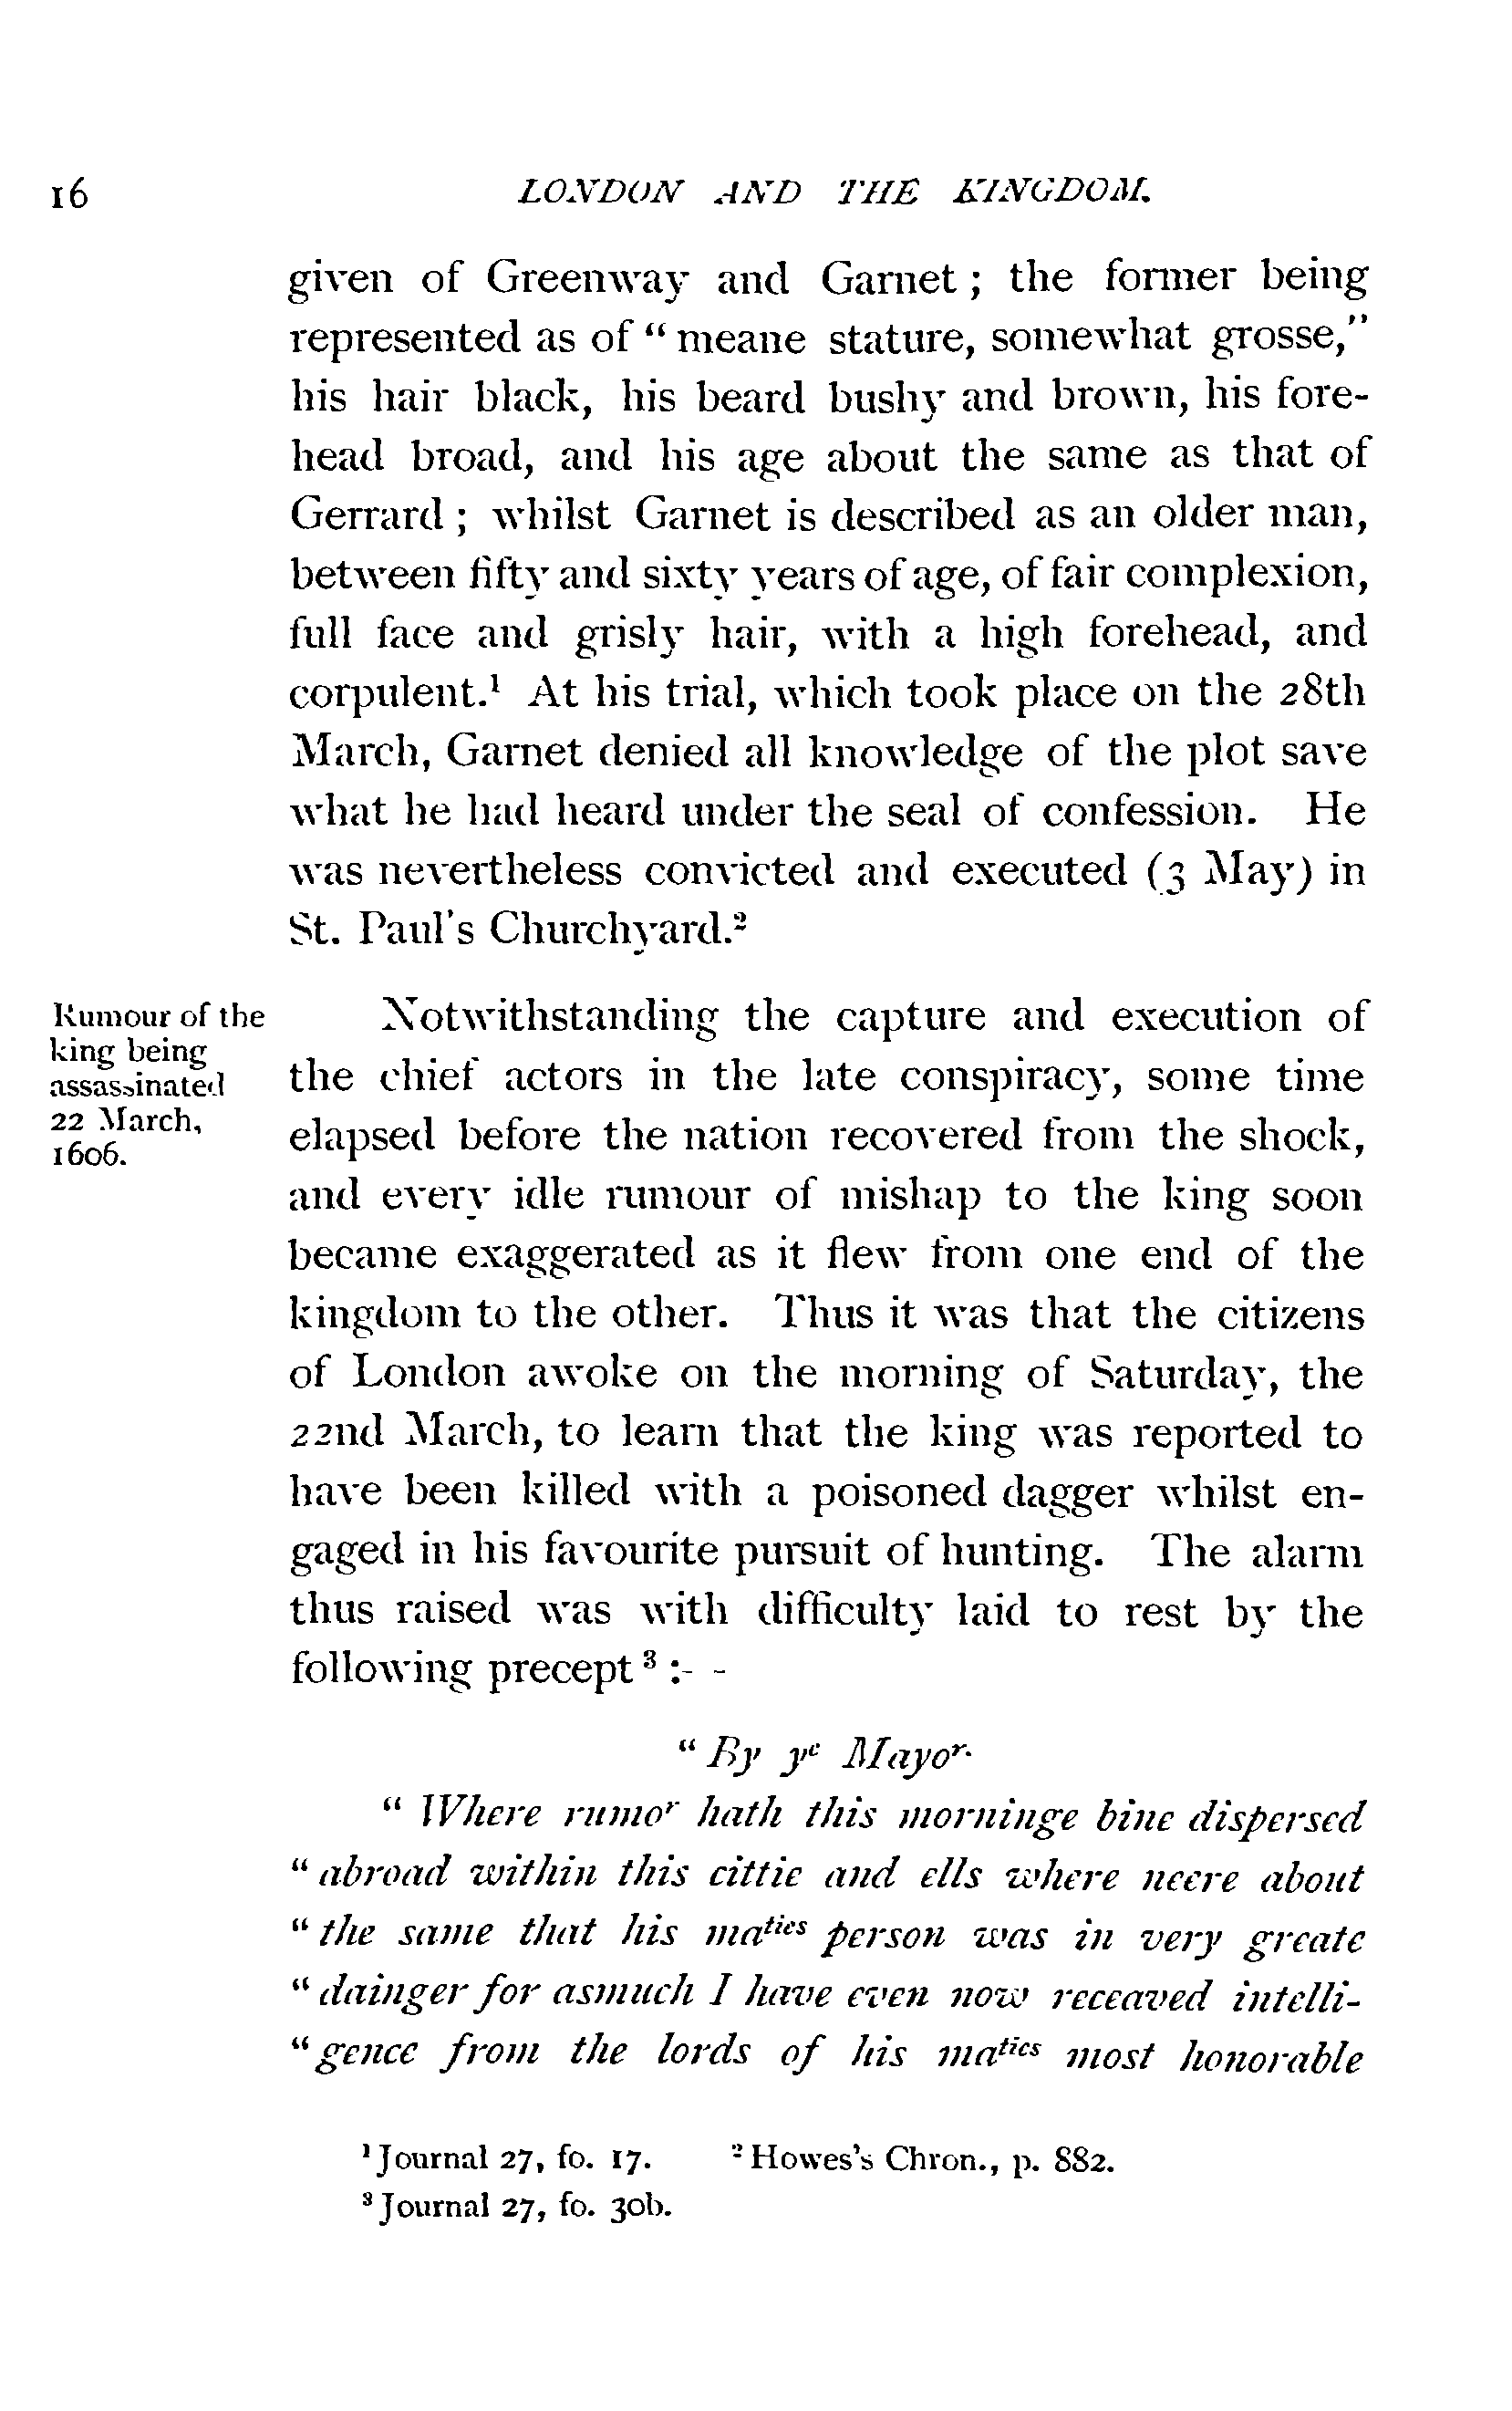 16 LONDON AND THE KINGDOM.
given of Greenway and Garnet; the former being
represented as of “meane stature, somewhat grosse,”
his hair black, his beard bushy and brown, his fore-
head broad, and his age about the same as that of
Gerrard; whilst Garnet is described as an older man,
between fifty and sixty years of age, of fair complexion,
full face and grisly hair, with a high forehead, and
corpulent.¹ At his trial, which took place on the 28th
March, Garnet denied all knowledge of the plot save
what he had heard under the seal of confession. He
was nevertheless convicted and executed (3 May) in
St. Paul's Churchyard.²
Rumour of the
king being
assassinated
22 March,
1606.
Notwithstanding the capture and execution of
the chief actors in the late conspiracy, some time
elapsed before the nation recovered from the shock,
and every idle rumour of mishap to the king soon
became exaggerated as it flew from one end of the
kingdom to the other. Thus it was that the citizens
of London awoke on the morning of Saturday, the
22nd March, to learn that the king was reported to
have been killed with a poisoned dagger whilst en-
gaged in his favourite pursuit of hunting. The alarm
thus raised was with difficulty laid to rest by the
following precept³ :- -
“By yᵉ Mayoʳ·
“Where rumoʳ hath this morninge bine dispersed
“abroad within this cittie and ells where neere about
“the same that his maᵗⁱᵉˢ person was in very greate
“dainger for asmuch I have even now receaved intelli-
“gence from the lords of his maᵗⁱᵉˢ most honorable
¹ Journal 27, fo. 17. ² Howes's Chron., p. 882.
³ Journal 27, fo. 30b.